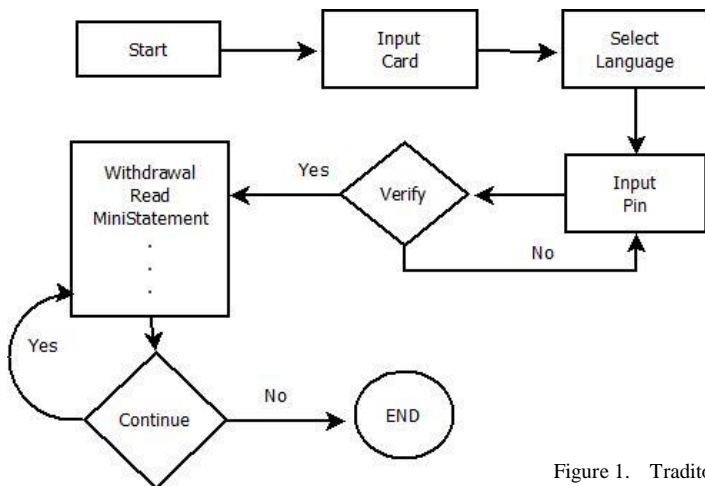 Start
Input
Card
Select
Language
Input
Pin
Verify
Yes
No
Withdrawal
Read
MiniStatement
.
.
.
Yes
Continue
No
END
Figure 1. Tradito